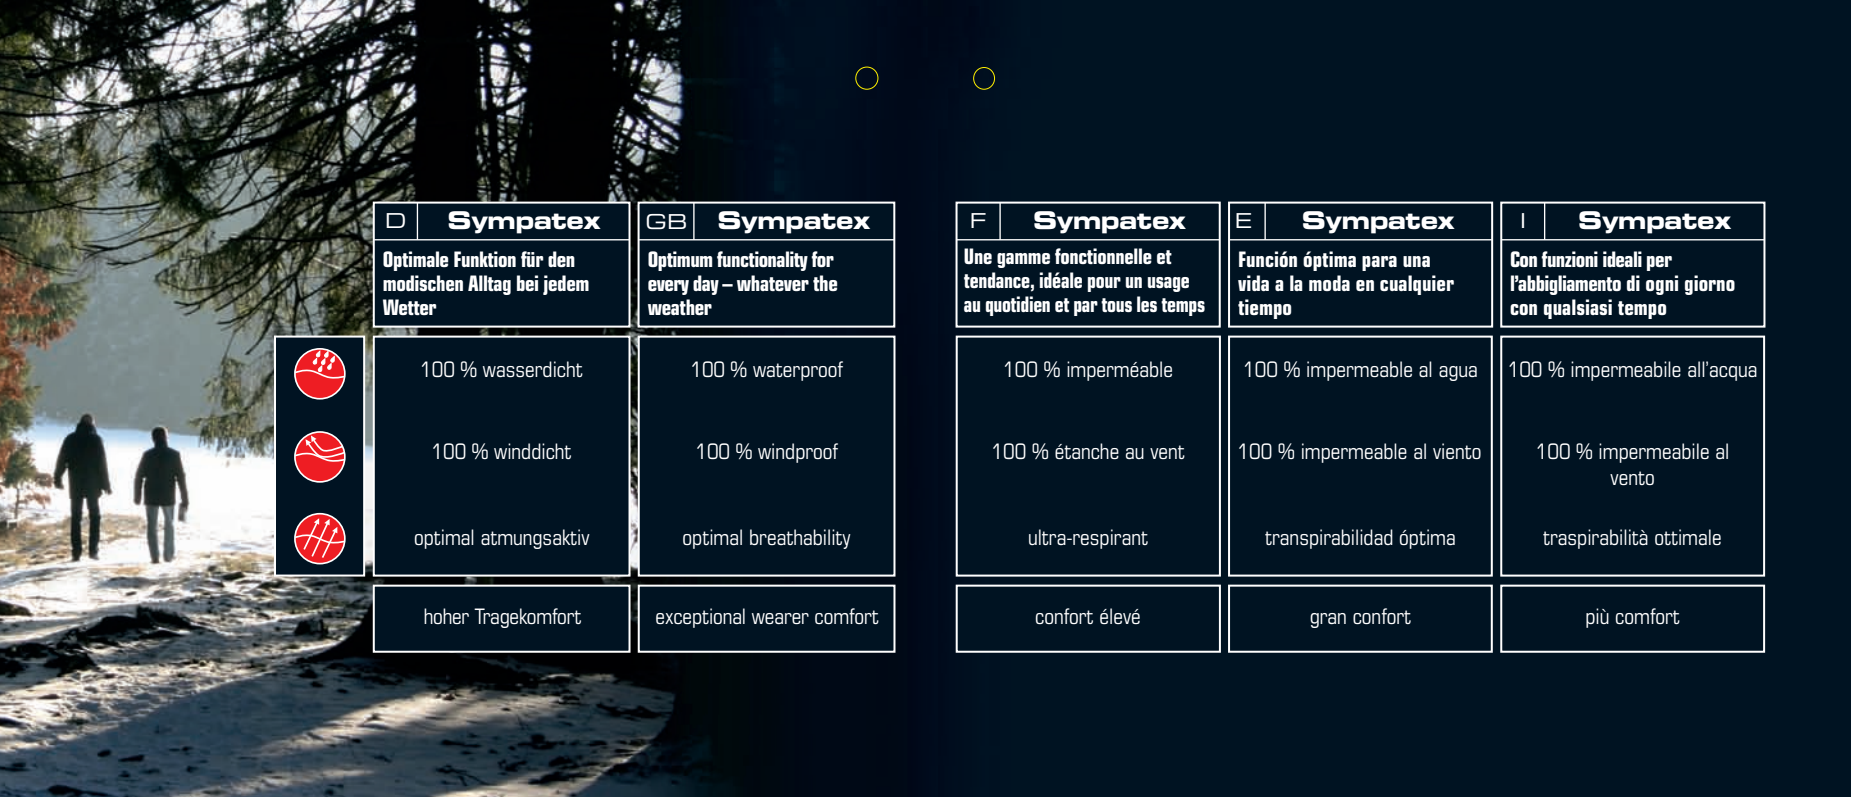 D Sympatex
Optimale Funktion für den
modischen Alltag bei jedem
Wetter
100 % wasserdicht
100 % winddicht
optimal atmungsaktiv
hoher Tragekomfort
GB Sympatex
Optimum functionality for
every day – whatever the
weather
100 % waterproof
100 % windproof
optimal breathability
exceptional wearer comfort
F Sympatex
Une gamme fonctionnelle et
tendance, idéale pour un usage
au quotidien et par tous les temps
100 % imperméable
100 % étanche au vent
ultra-respirant
confort élevé
E Sympatex
Función óptima para una
vida a la moda en cualquier
tiempo
100 % impermeable al agua
100 % impermeable al viento
transpirabilidad óptima
gran confort
I Sympatex
Con funzioni ideali per
l'abbigliamento di ogni giorno
con qualsiasi tempo
100 % impermeabile all'acqua
100 % impermeabile al
vento
traspirabilità ottimale
più comfort